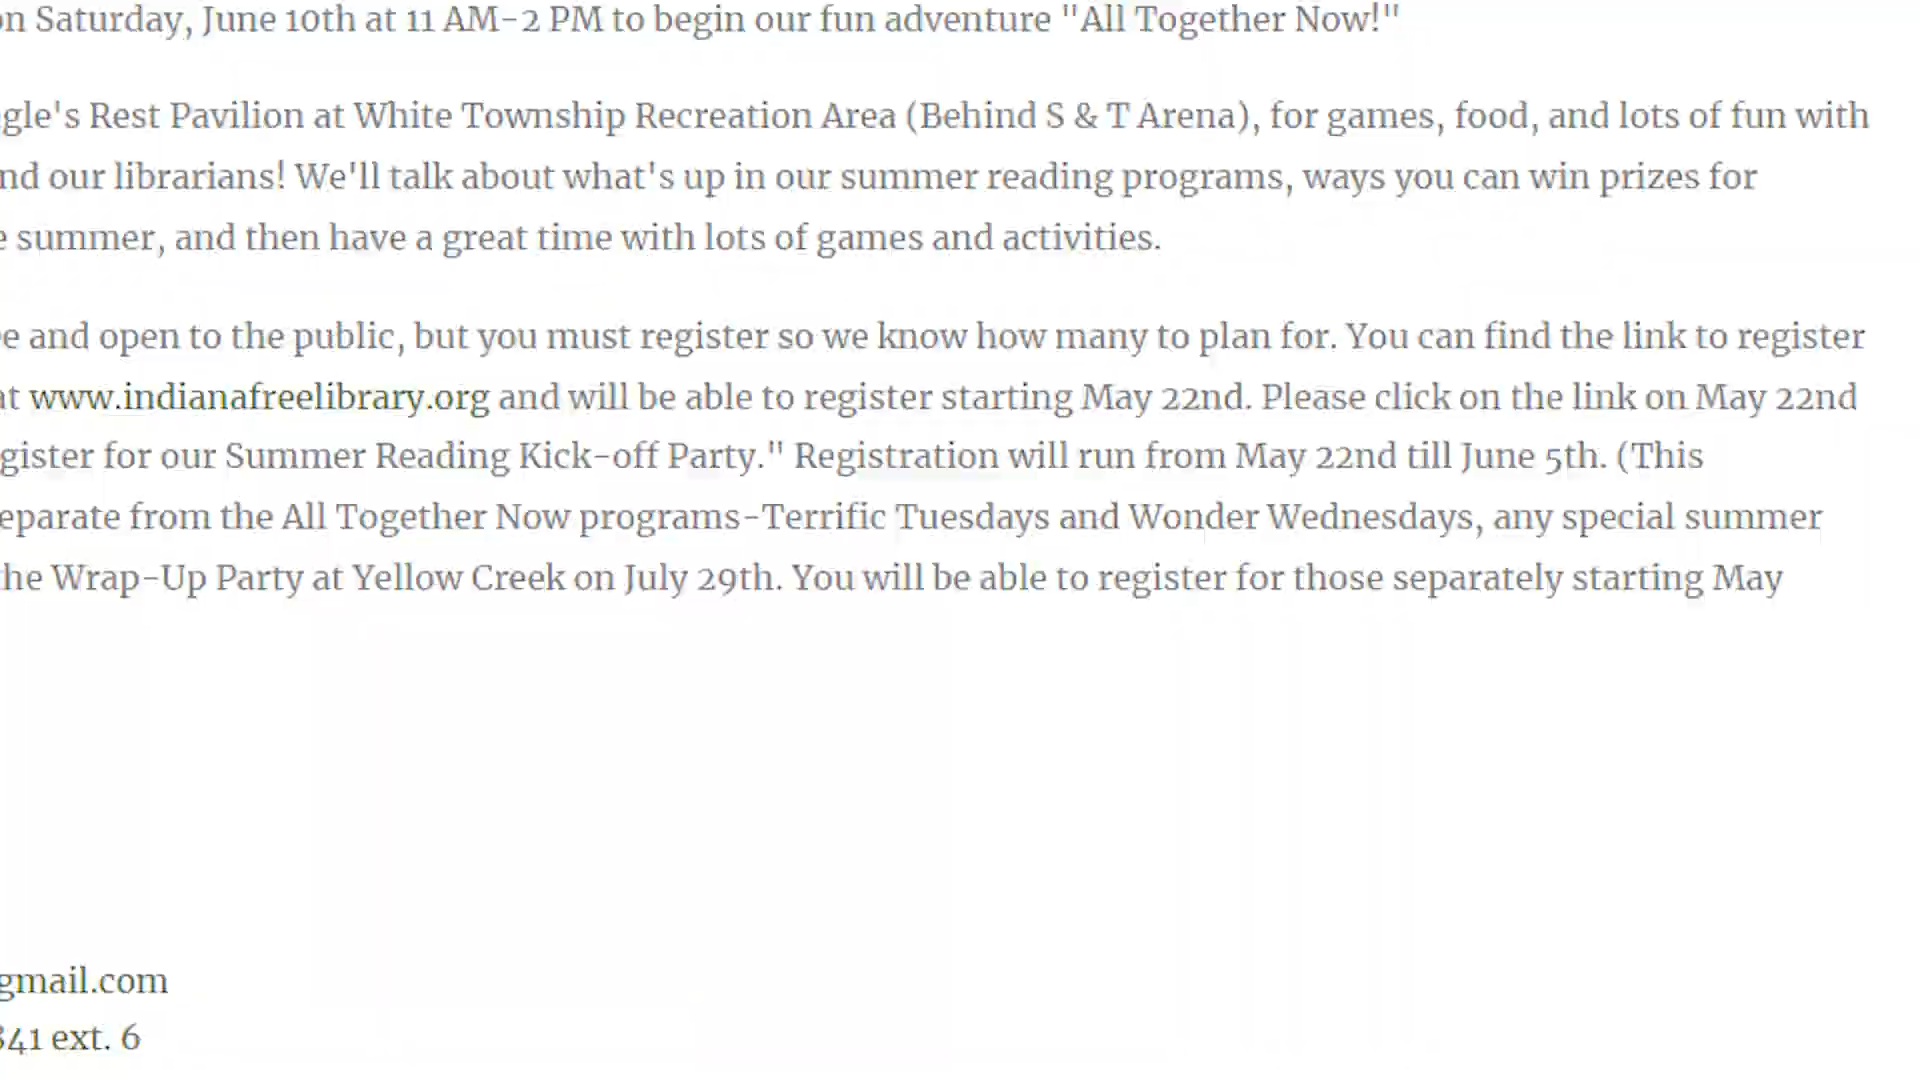 on Saturday, June 10th at 11 AM-2 PM to begin our fun adventure "All Together Now!"
gle's Rest Pavilion at White Township Recreation Area (Behind S & T Arena), for games, food, and lots of fun with
nd our librarians! We'll talk about what's up in our summer reading programs, ways you can win prizes for
e summer, and then have a great time with lots of games and activities.
e and open to the public, but you must register so we know how many to plan for. You can find the link to register
at www.indianafreelibrary.org and will be able to register starting May 22nd. Please click on the link on May 22nd
gister for our Summer Reading Kick-off Party." Registration will run from May 22nd till June 5th. (This
eparate from the All Together Now programs-Terrific Tuesdays and Wonder Wednesdays, any special summer
he Wrap-Up Party at Yellow Creek on July 29th. You will be able to register for those separately starting May
gmail.com
841 ext. 6